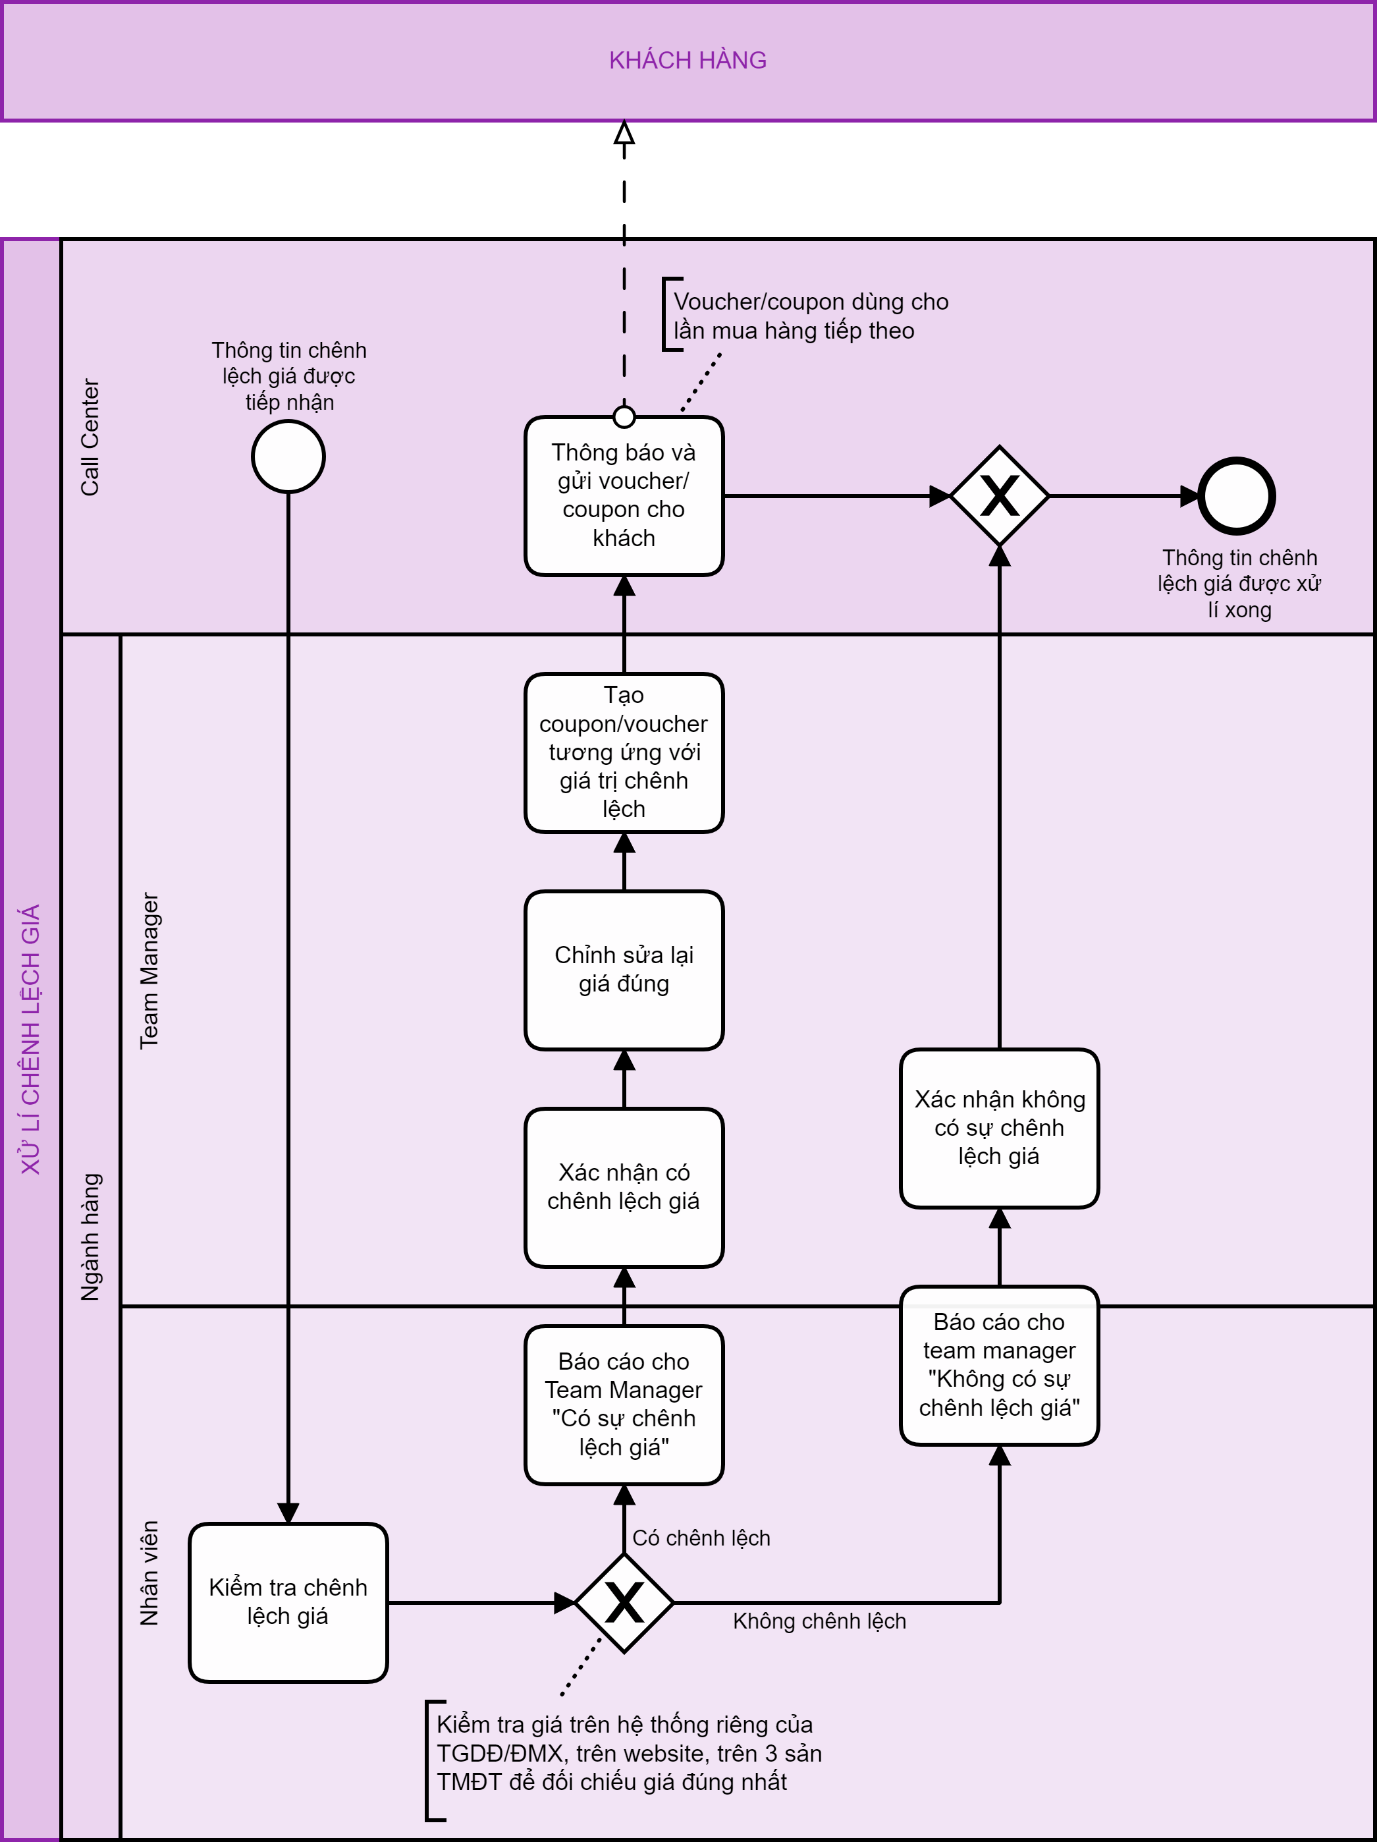 KHÁCH HÀNG
XỬ LÍ CHÊNH LỆCH GIÁ
Call Center
Thông tin chênh
lệch giá được
tiếp nhận
Voucher/coupon dùng cho
lần mua hàng tiếp theo
Thông báo và
gửi voucher/
coupon cho
khách
X
Thông tin chênh
lệch giá được xử
lí xong
Ngành hàng
Team Manager
Tạo
coupon/voucher
tương ứng với
giá trị chênh
lệch
Chỉnh sửa lại
giá đúng
Xác nhận có
chênh lệch giá
Xác nhận không
có sự chênh
lệch giá
Nhân viên
Báo cáo cho
Team Manager
"Có sự chênh
lệch giá"
Báo cáo cho
team manager
"Không có sự
chênh lệch giá"
Kiểm tra chênh
lệch giá
Có chênh lệch
X
Không chênh lệch
Kiểm tra giá trên hệ thống riêng của
TGDĐ/ĐMX, trên website, trên 3 sản
TMĐT để đối chiếu giá đúng nhất